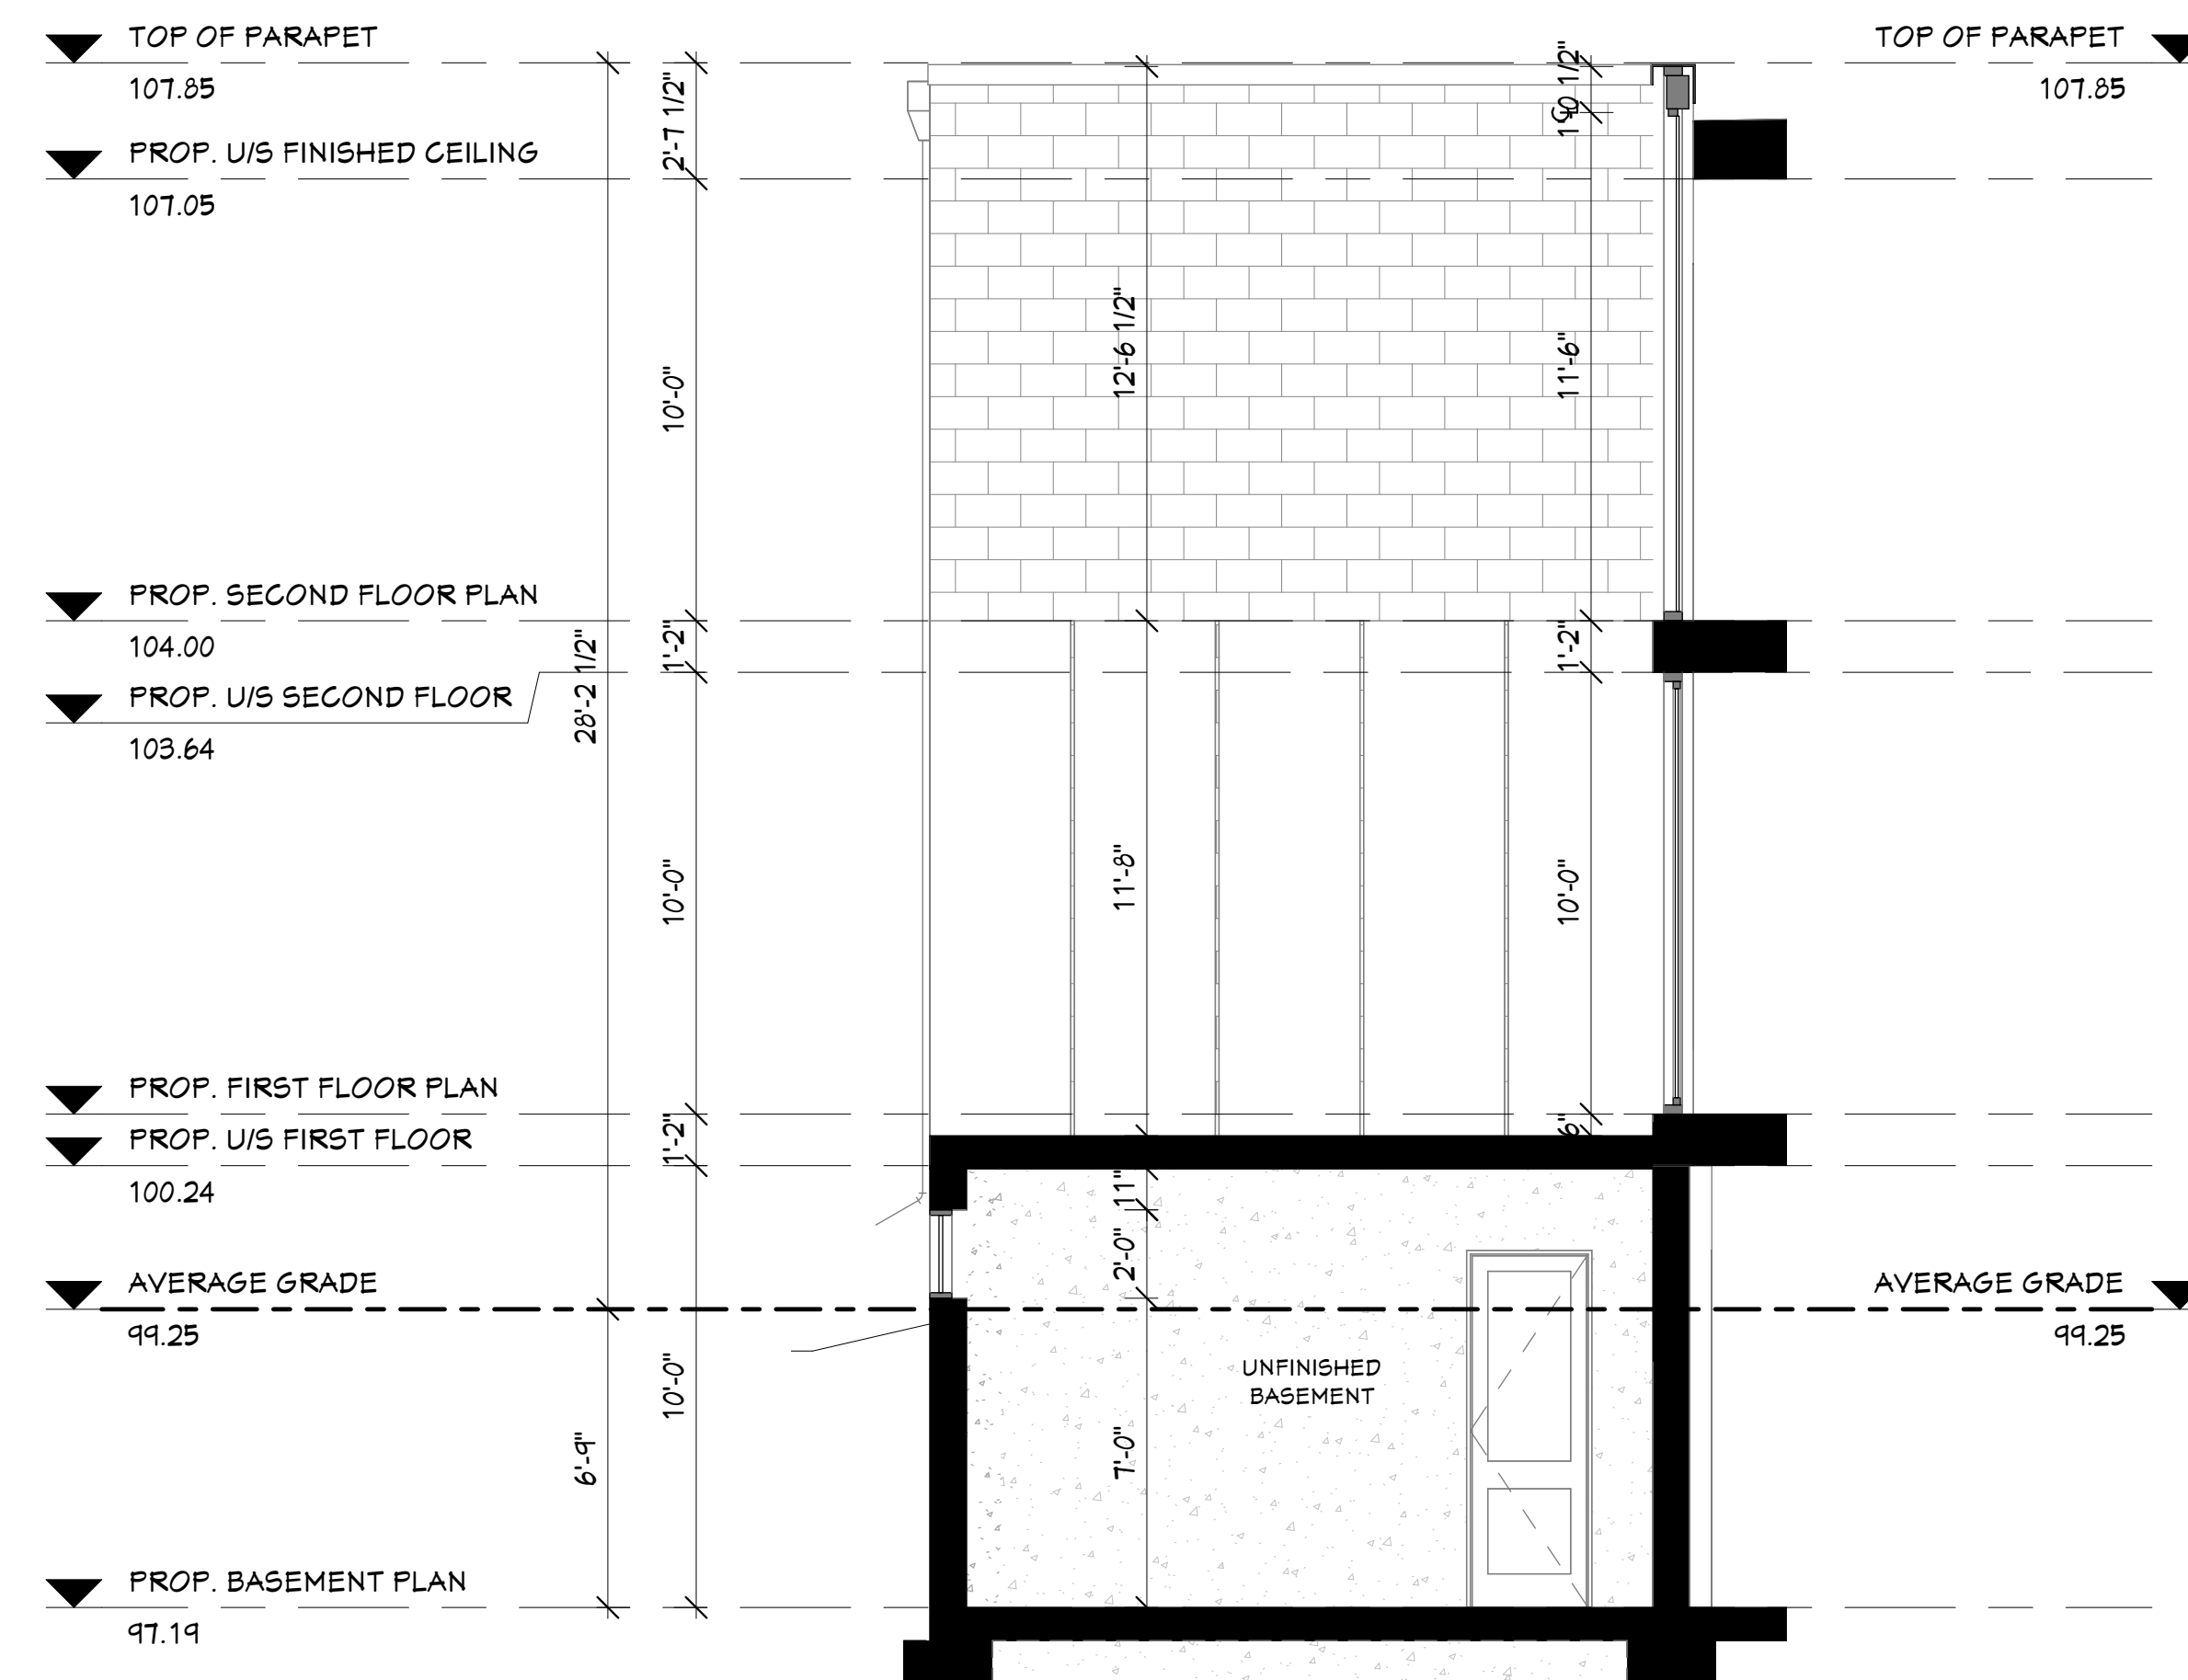 TOP OF PARAPET
107.85
PROP. U/S FINISHED CEILING
107.05
PROP. SECOND FLOOR PLAN
104.00
PROP. U/S SECOND FLOOR
103.64
PROP. FIRST FLOOR PLAN
PROP. U/S FIRST FLOOR
100.24
AVERAGE GRADE
99.25
PROP. BASEMENT PLAN
97.19
28'-2 1/2"
6'-9"
2'-7 1/2"
10'-0"
1'-2"
10'-0"
1'-2"
10'-0"
12'-6 1/2"
11'-8"
11"
2'-0"
7'-0"
11'-6"
1'-2"
10'-0"
6"
UNFINISHED
BASEMENT
TOP OF PARAPET
107.85
AVERAGE GRADE
99.25